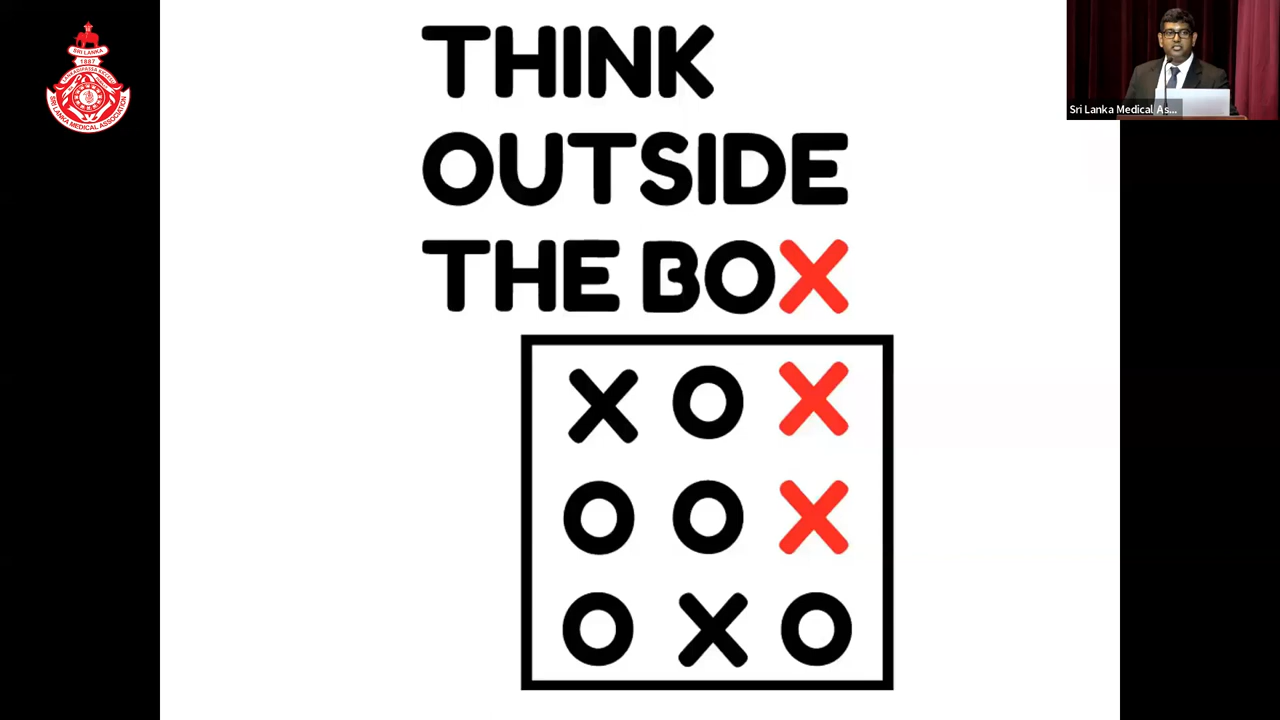 SRI LANKA
1887
SRI LANKA MEDICAL ASSOCIATION
THINK
OUTSIDE
THE BOX
X O X
O O X
O X O
Sri Lanka Medical As...